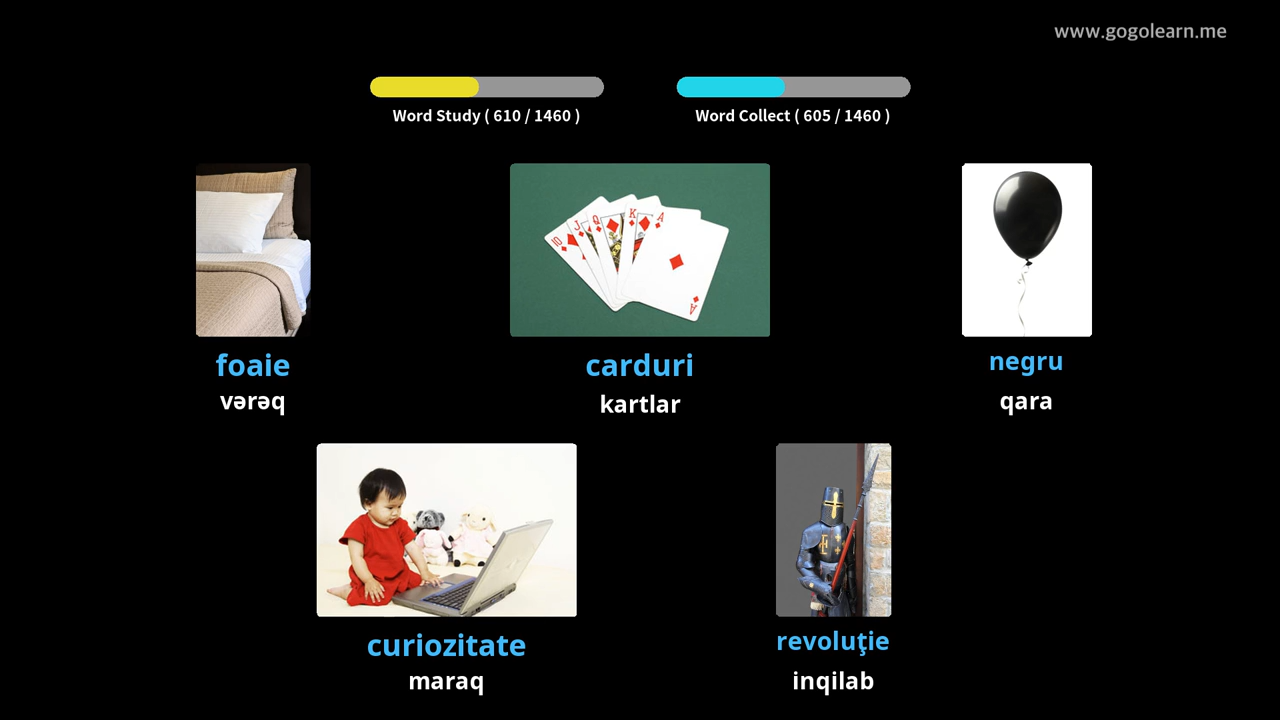 www.gogolearn.me
Word Study ( 610 / 1460 )
Word Collect ( 605 / 1460 )
10 J Q K A
A
foaie
vərəq
carduri
kartlar
negru
qara
curiozitate
maraq
revoluţie
inqilab